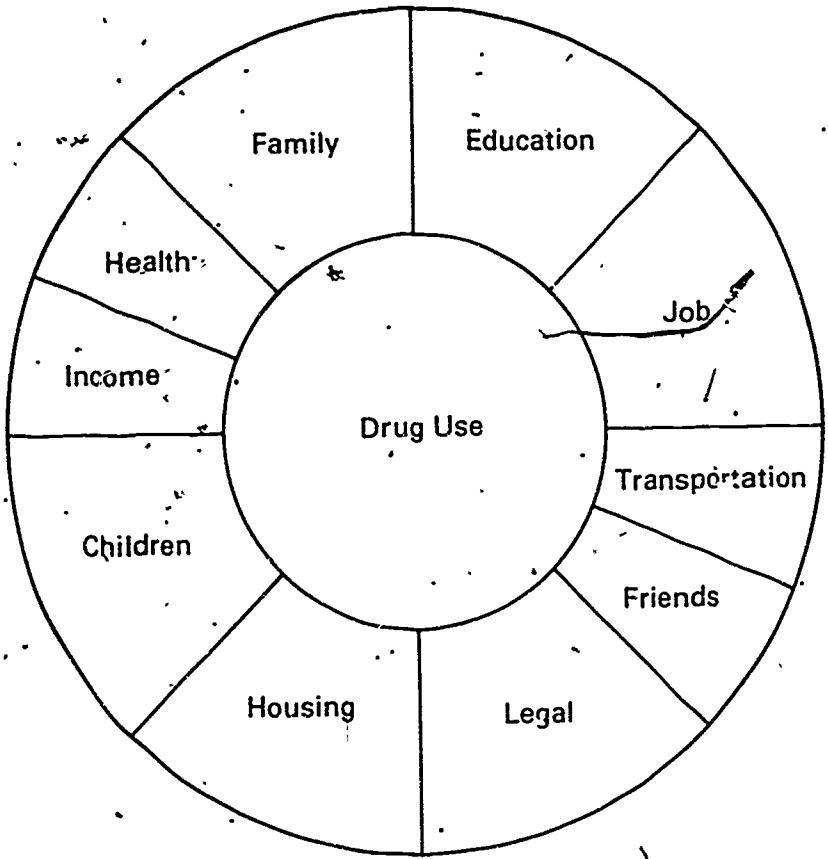 Family
Education
Health
Job
Income
Drug Use
Transportation
Children
Friends
Housing
Legal